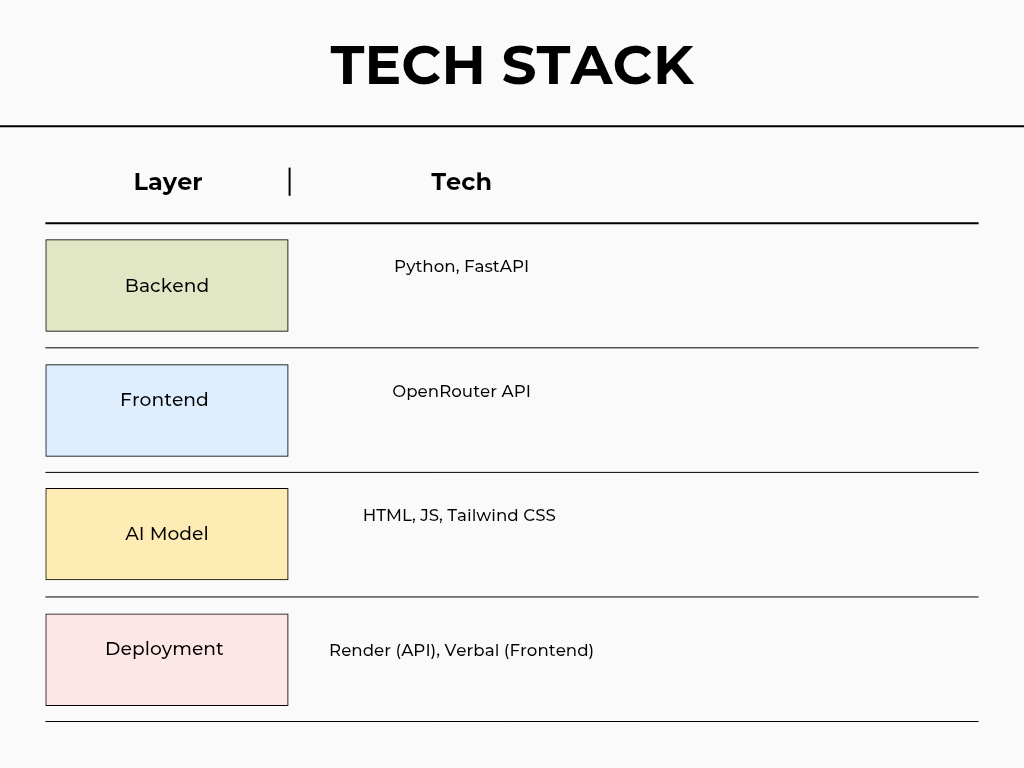 TECH STACK
Layer | Tech
Backend
Python, FastAPI
Frontend
OpenRouter API
AI Model
HTML, JS, Tailwind CSS
Deployment
Render (API), Verbal (Frontend)